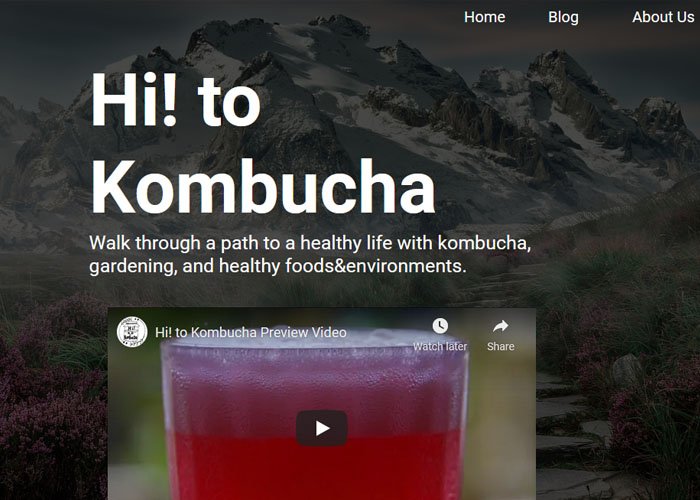 Home Blog About Us
Hi! to
Kombucha
Walk through a path to a healthy life with kombucha,
gardening, and healthy foods&environments.
Hi! to Kombucha Preview Video
Watch later Share